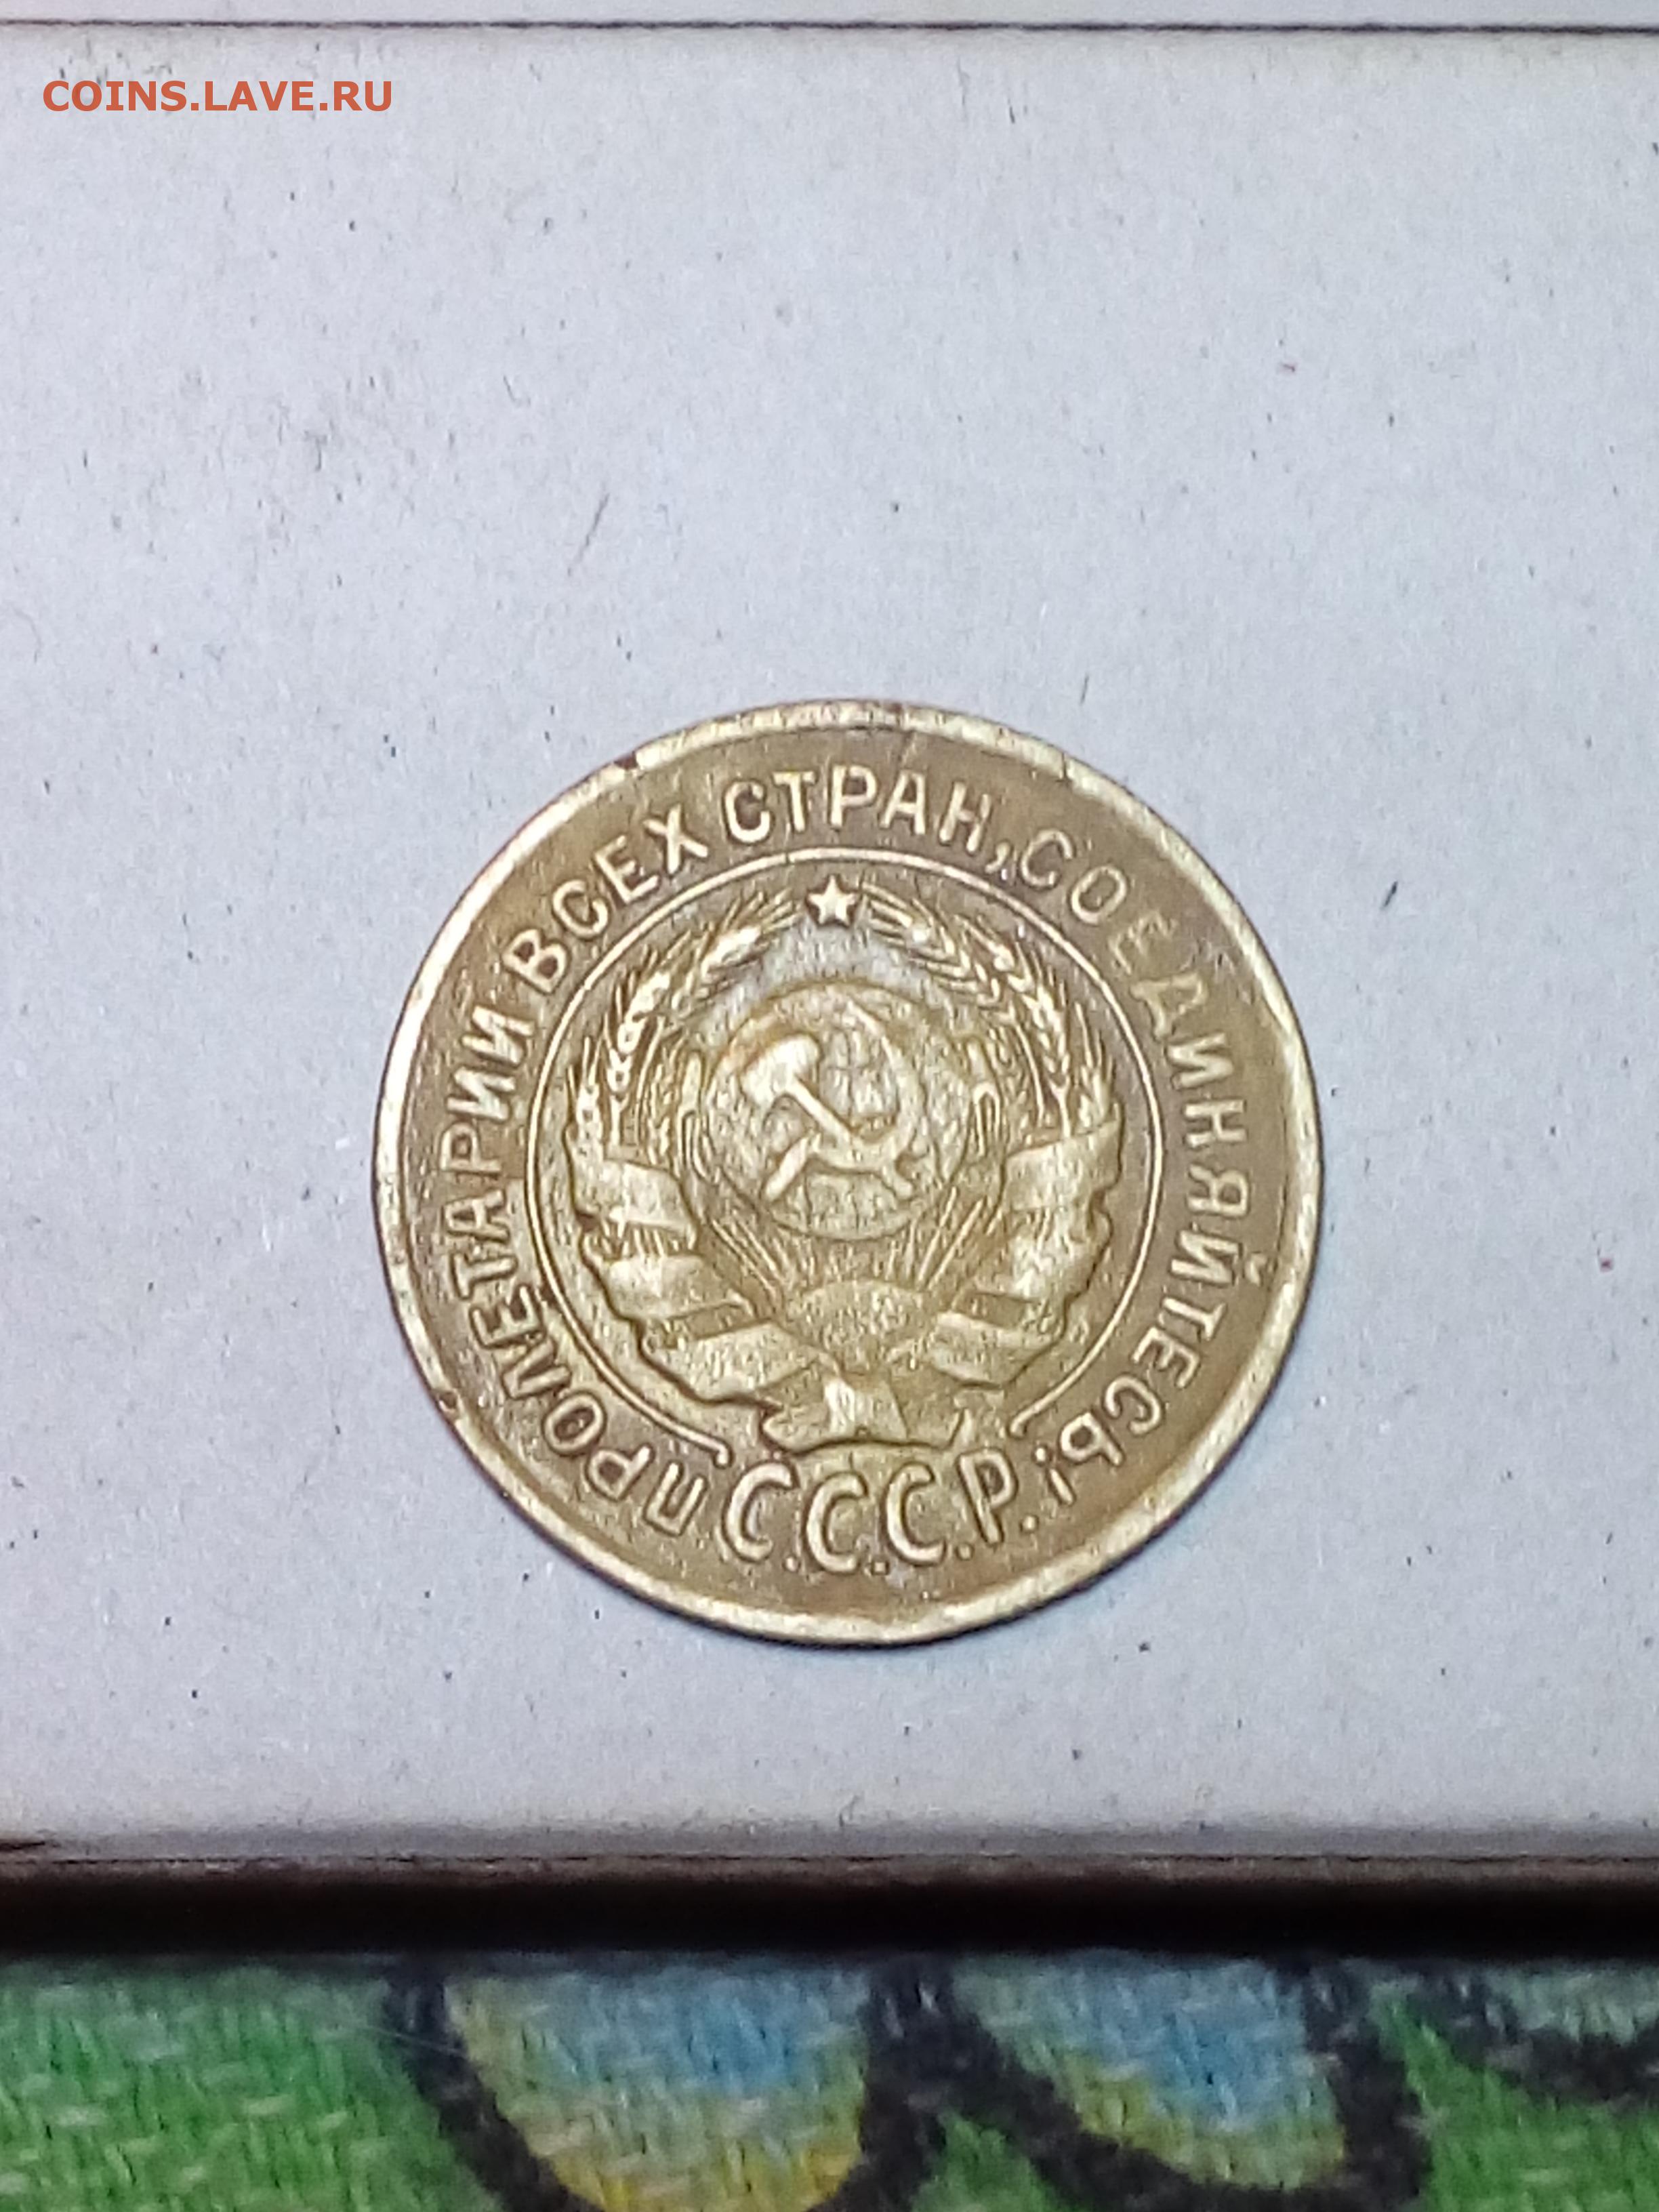 COINS.LAVE.RU
ПРОЛЕТАРИИ ВСЕХ СТРАН, СОЕДИНЯЙТЕСЬ!
С.С.С.Р.